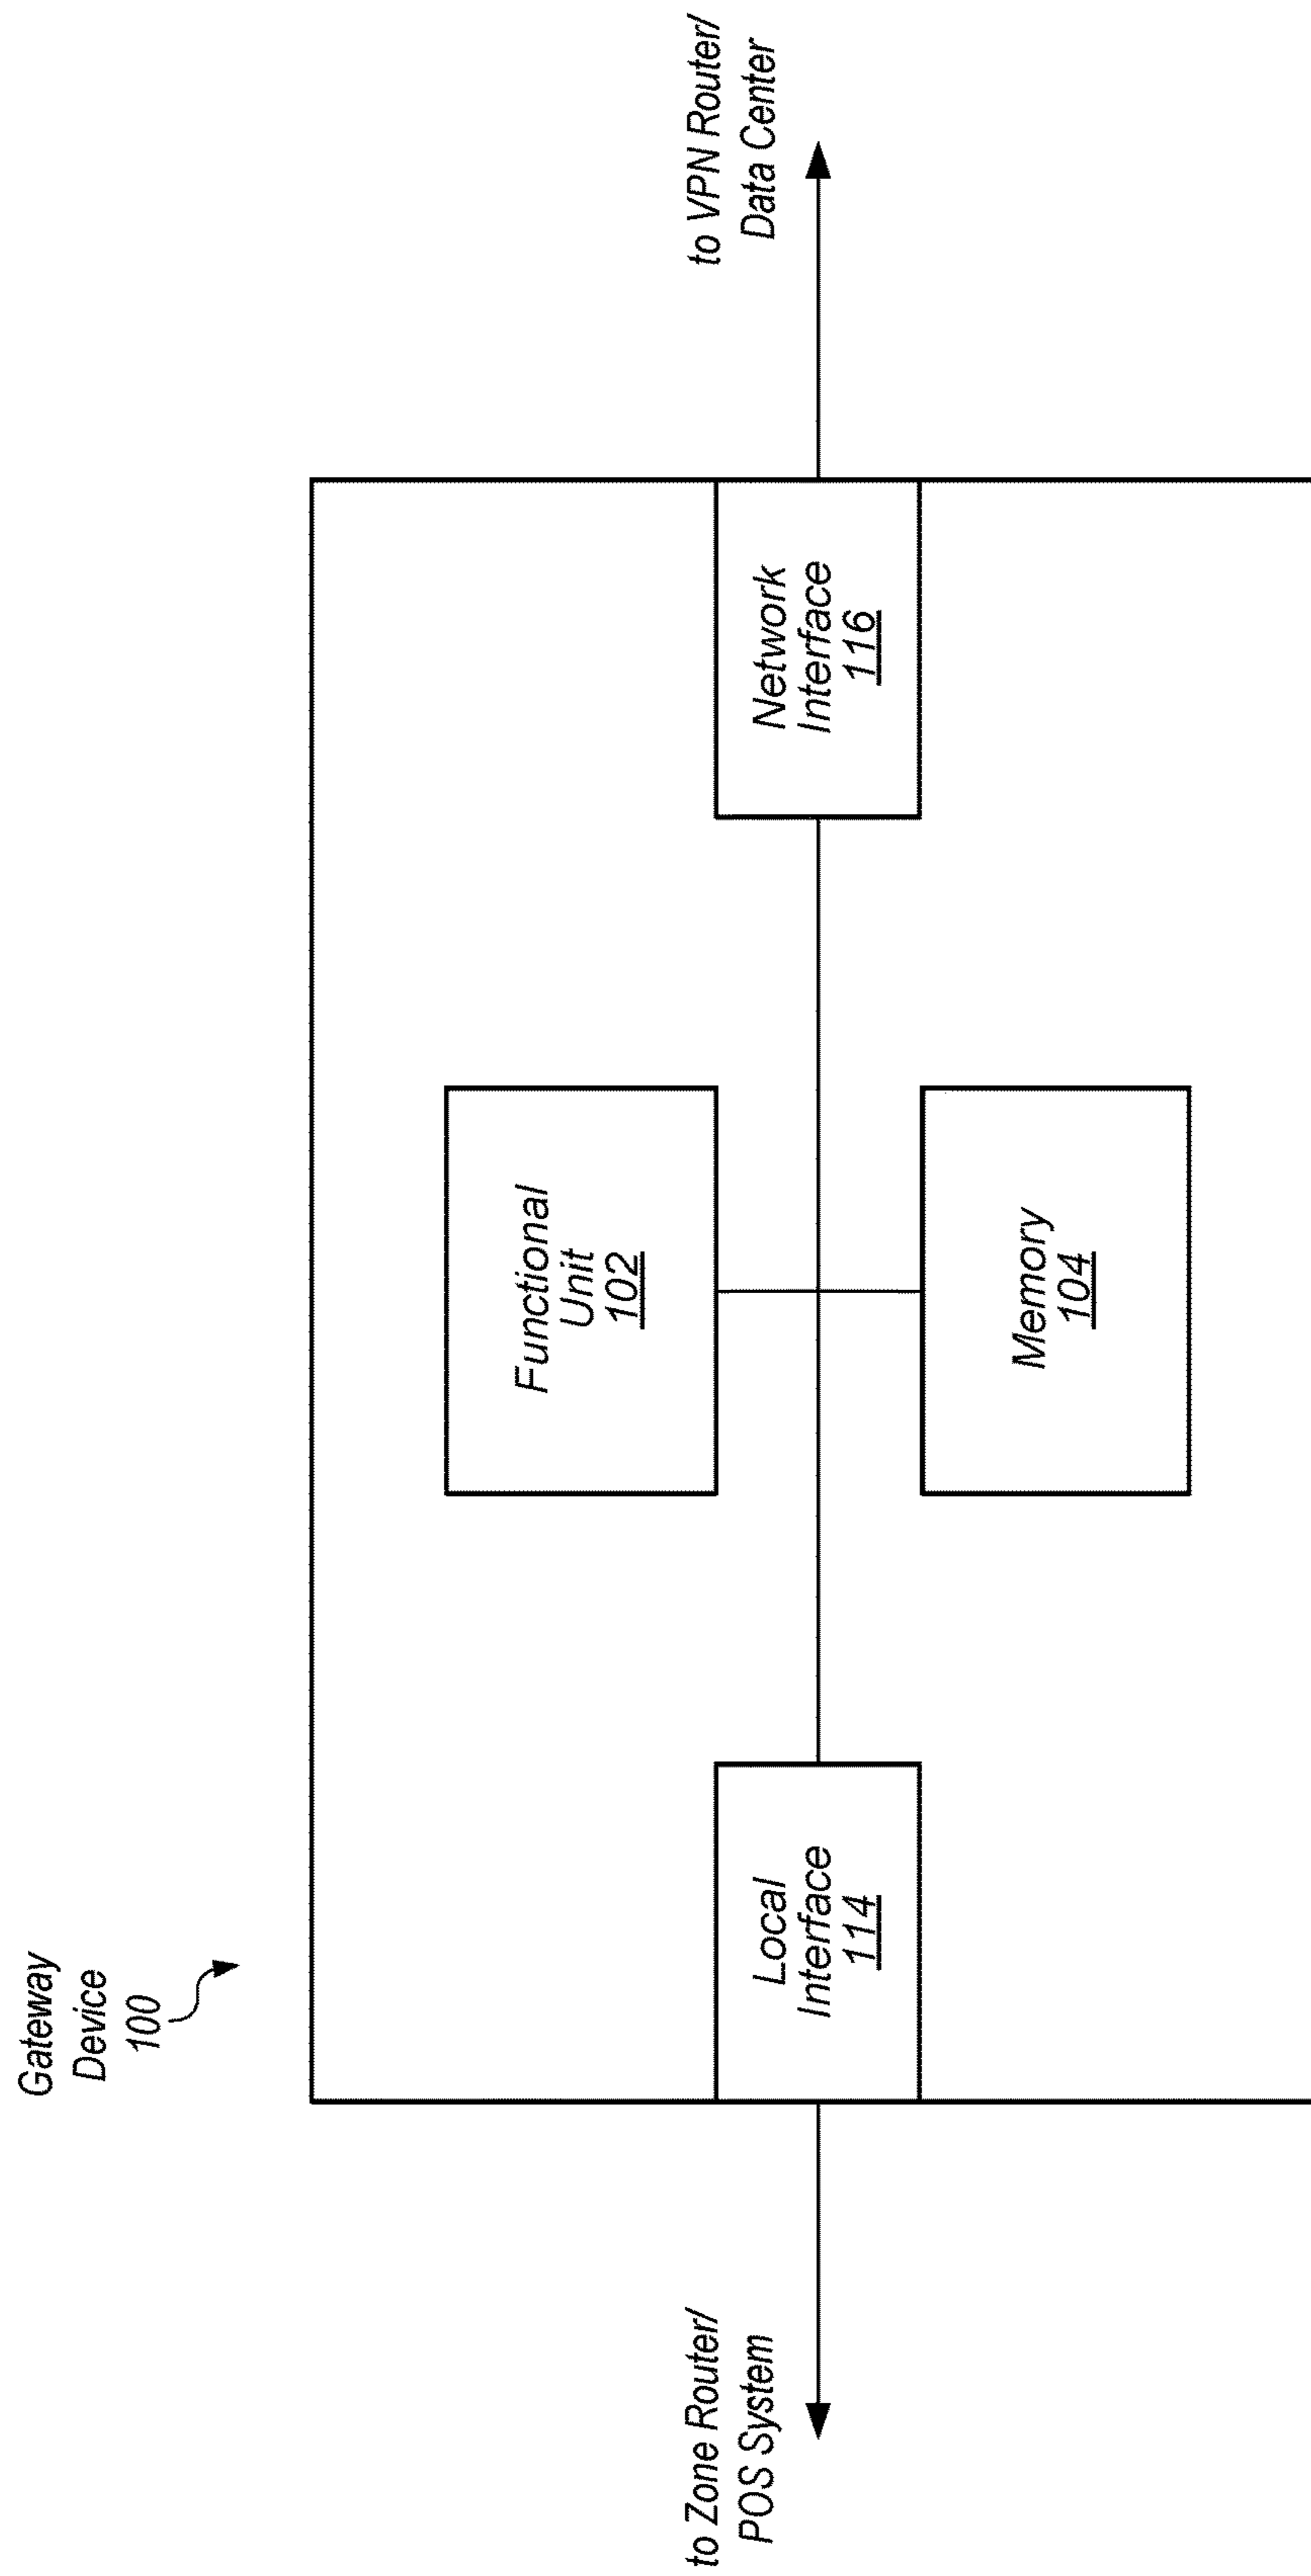 Gateway
Device
100
to Zone Router/
POS System
Local
Interface
114
Functional
Unit
102
Memory
104
Network
Interface
116
to VPN Router/
Data Center